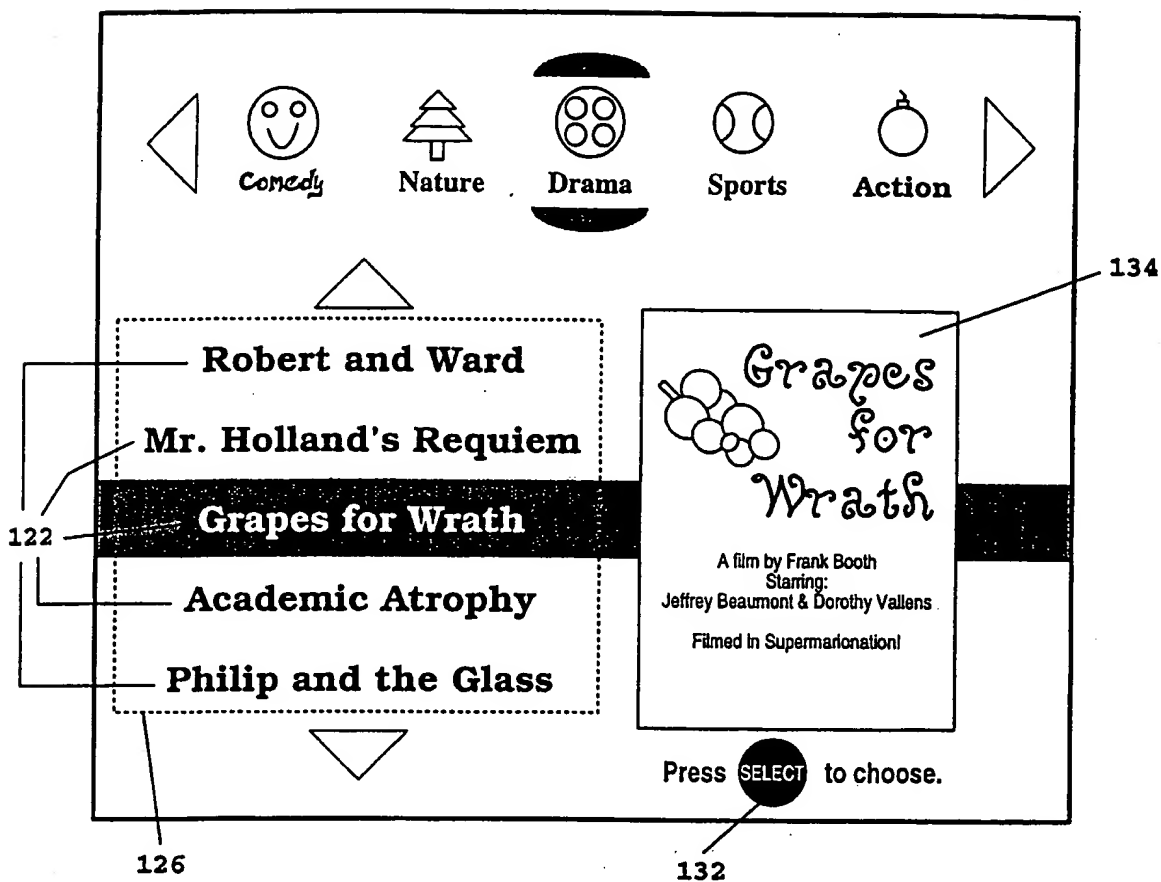 Comedy Nature Drama Sports Action
134
Robert and Ward
Mr. Holland's Requiem
122
Grapes for Wrath
Academic Atrophy
Philip and the Glass
Grapes
for
Wrath
A film by Frank Booth
Starring:
Jeffrey Beaumont & Dorothy Vallens
Filmed in Supermarionation!
Press SELECT to choose.
126
132